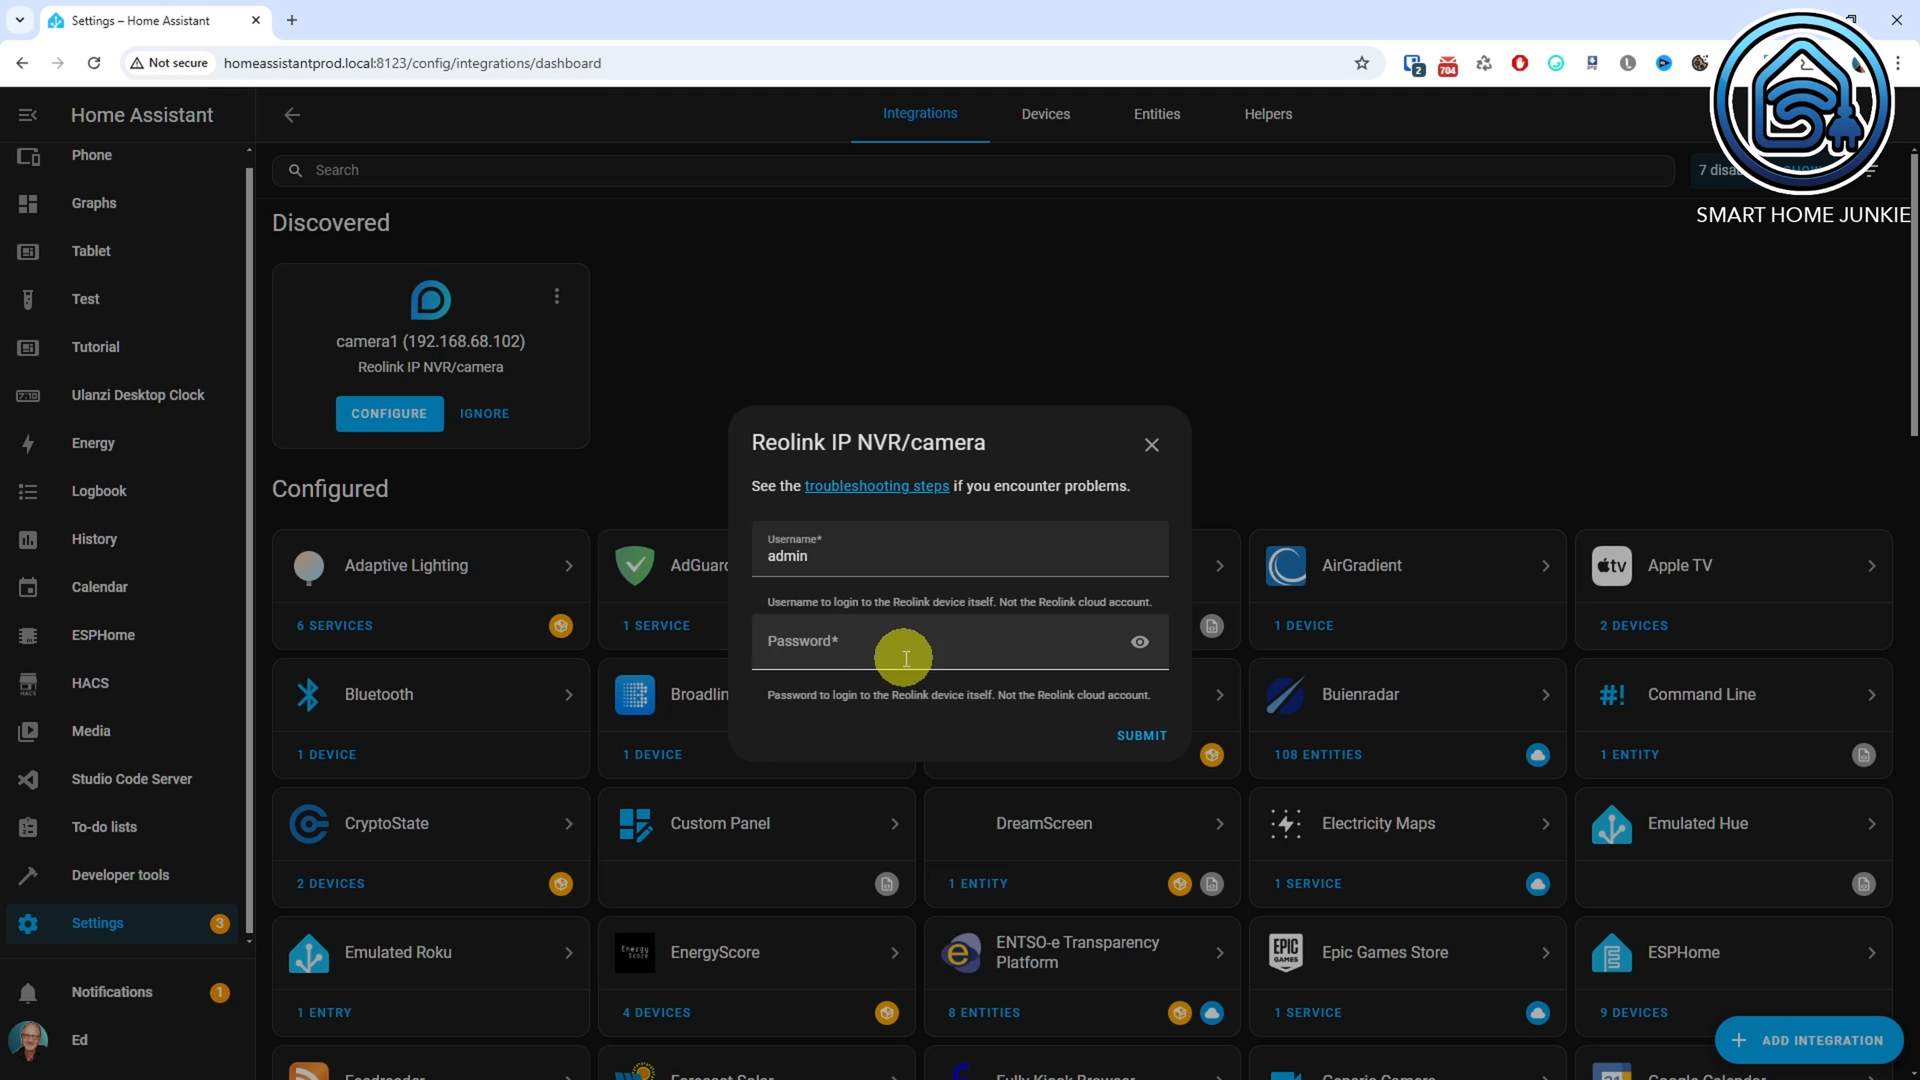 Settings – Home Assistant
Not secure
homeassistantprod.local:8123/config/integrations/dashboard
2
704
Home Assistant
Integrations
Devices
Entities
Helpers
Phone
Graphs
Tablet
Test
Tutorial
Ulanzi Desktop Clock
Energy
Logbook
History
Calendar
ESPHome
HACS
Media
Studio Code Server
To-do lists
Developer tools
Settings
3
Notifications
1
Ed
Search
7
SMART HOME JUNKIE
Discovered
camera1 (192.168.68.102)
Reolink IP NVR/camera
CONFIGURE
IGNORE
Reolink IP NVR/camera
See the troubleshooting steps if you encounter problems.
Username*
admin
Username to login to the Reolink device itself. Not the Reolink cloud account.
Password*
Password to login to the Reolink device itself. Not the Reolink cloud account.
SUBMIT
Configured
Adaptive Lighting
6 SERVICES
1 SERVICE
AirGradient
1 DEVICE
Apple TV
2 DEVICES
Bluetooth
1 DEVICE
1 DEVICE
Buienradar
108 ENTITIES
Command Line
1 ENTITY
CryptoState
2 DEVICES
Custom Panel
DreamScreen
1 ENTITY
Electricity Maps
1 SERVICE
Emulated Hue
Emulated Roku
1 ENTRY
EnergyScore
4 DEVICES
ENTSO-e Transparency
Platform
8 ENTITIES
Epic Games Store
1 SERVICE
ESPHome
9 DEVICES
ADD INTEGRATION